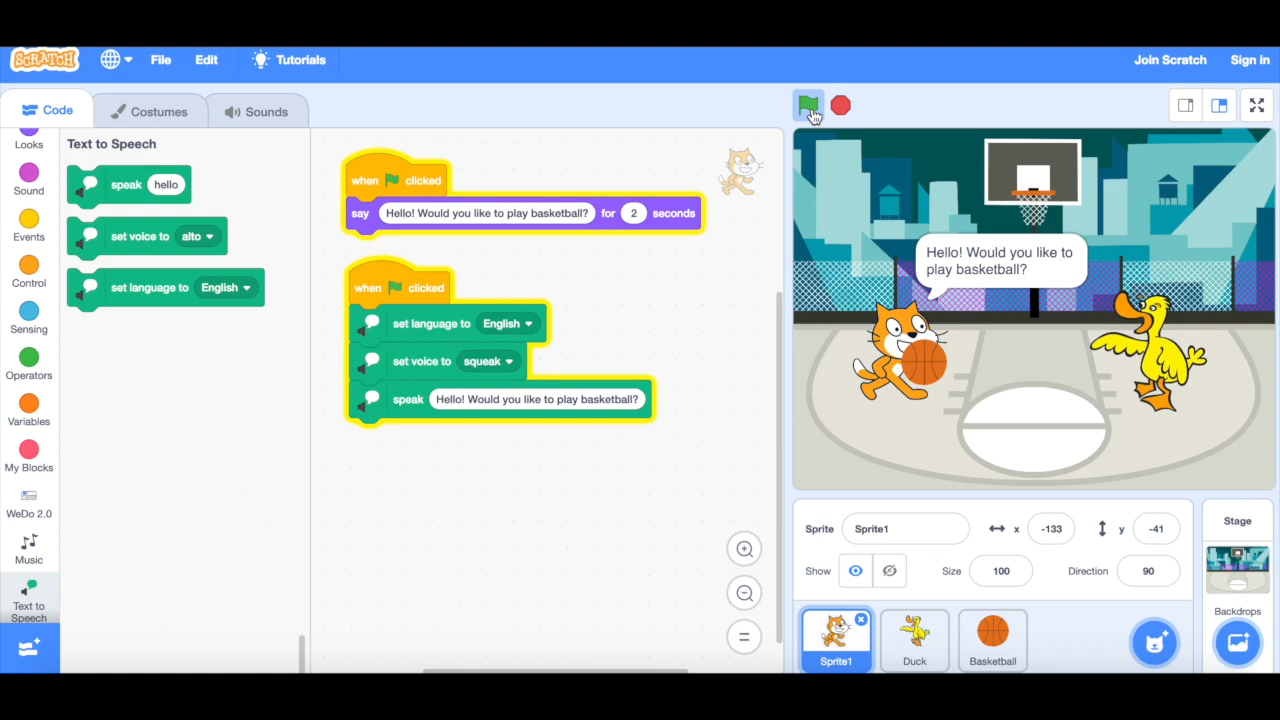 SCRATCH File Edit Tutorials Join Scratch Sign in
Code Costumes Sounds
Looks
Sound
Events
Control
Sensing
Operators
Variables
My Blocks
WeDo 2.0
Music
Text to
Speech
Text to Speech
speak hello
set voice to alto
set language to English
when clicked
say Hello! Would you like to play basketball? for 2 seconds
when clicked
set language to English
set voice to squeak
speak Hello! Would you like to play basketball?
Hello! Would you like to
play basketball?
Sprite Sprite1 x -133 y -41
Show Size 100 Direction 90
Sprite1 Duck Basketball
Stage
Backdrops